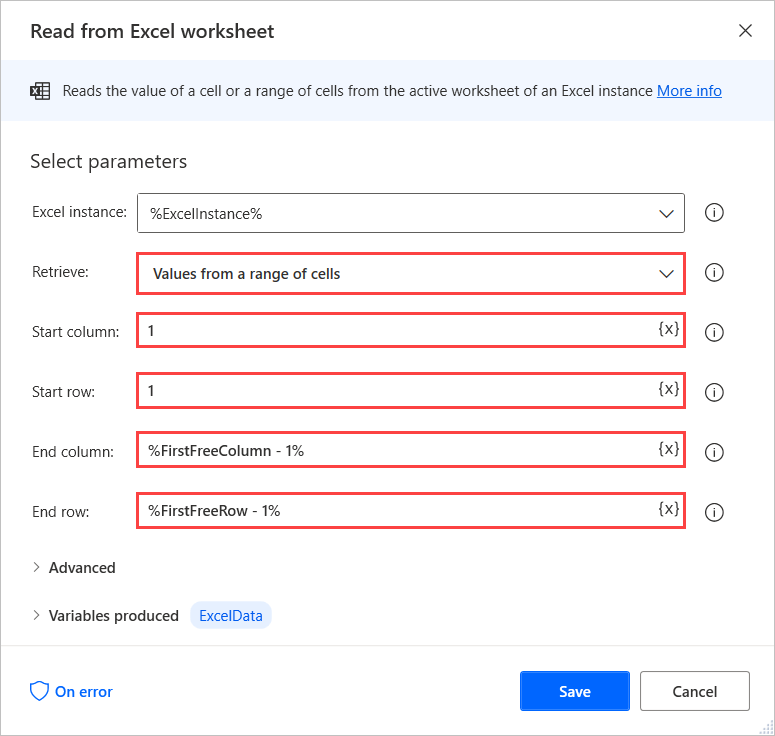 Read from Excel worksheet
Reads the value of a cell or a range of cells from the active worksheet of an Excel instance More info
Select parameters
Excel instance: %ExcelInstance%
Retrieve: Values from a range of cells
Start column: 1 {x}
Start row: 1 {x}
End column: %FirstFreeColumn - 1% {x}
End row: %FirstFreeRow - 1% {x}
Advanced
Variables produced ExcelData
On error Save Cancel